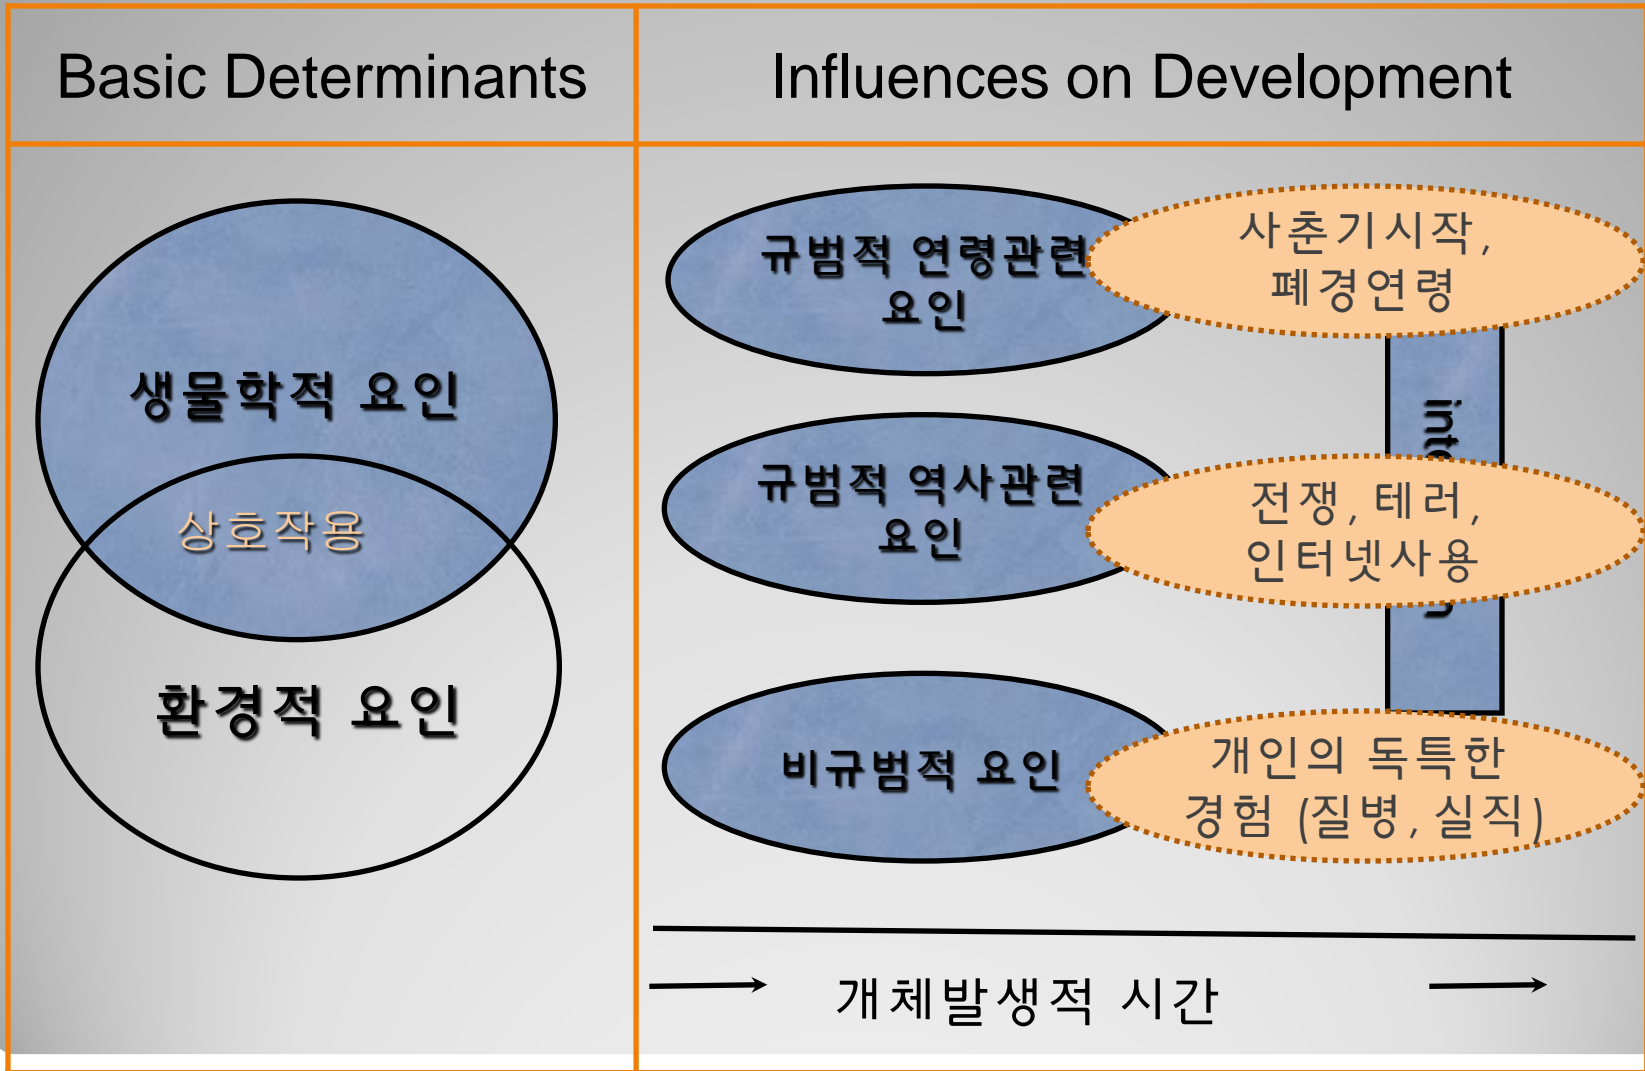 Basic Determinants
Influences on Development
생물학적 요인
상호작용
환경적 요인
규범적 연령관련
요인
사춘기시작,
폐경연령
규범적 역사관련
요인
전쟁, 테러,
인터넷사용
비규범적 요인
개인의 독특한
경험 (질병, 실직)
개체발생적 시간